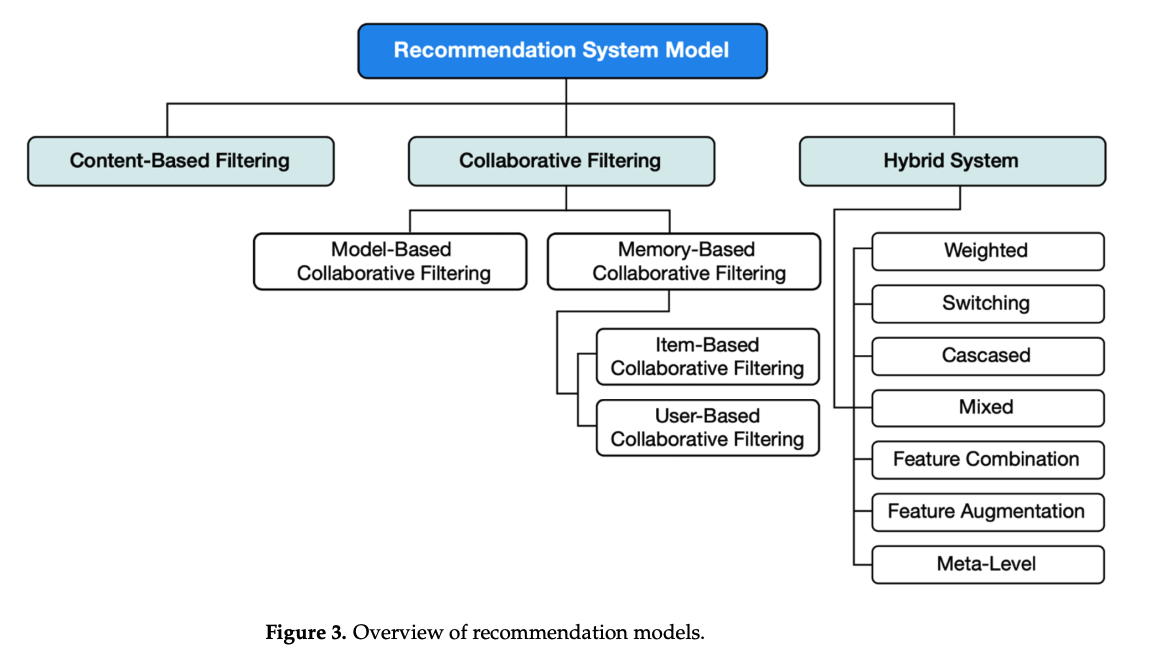 Recommendation System Model
Content-Based Filtering
Collaborative Filtering
Hybrid System
Model-Based
Collaborative Filtering
Memory-Based
Collaborative Filtering
Item-Based
Collaborative Filtering
User-Based
Collaborative Filtering
Weighted
Switching
Cascased
Mixed
Feature Combination
Feature Augmentation
Meta-Level
Figure 3. Overview of recommendation models.